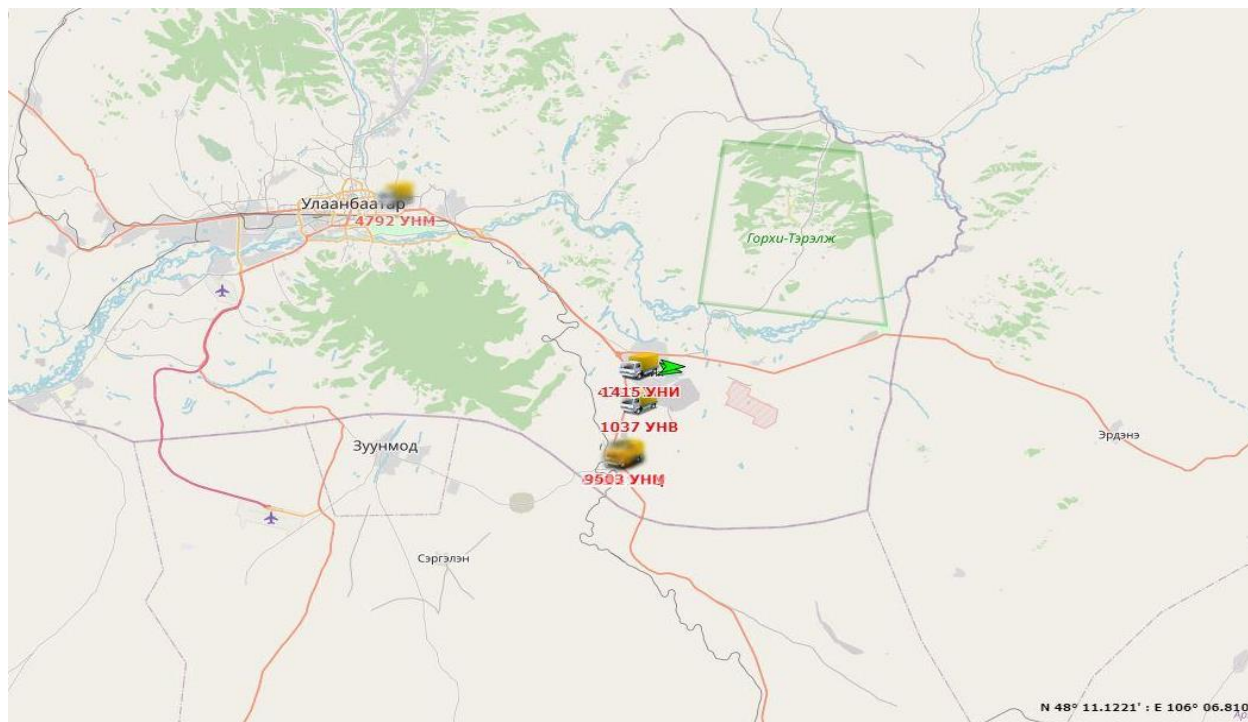 Улаанбаатар
4792 УНМ
Горхи-Тэрэлж
1415 УНИ
1037 УНВ
Эрдэнэ
Зуунмод
9503 УНМ
Сэргэлэн
N 48° 11.1221' : E 106° 06.810